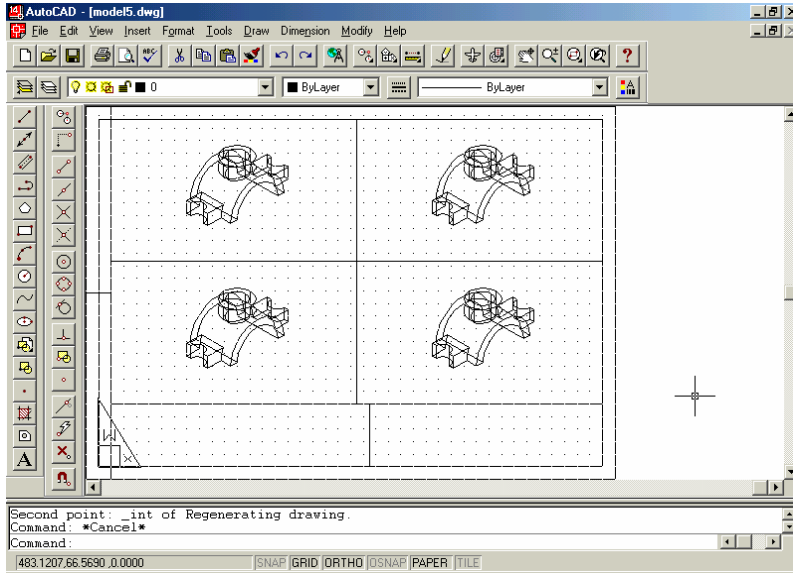 AutoCAD - [model5.dwg]
File Edit View Insert Format Tools Draw Dimension Modify Help
0 ByLayer ByLayer
W
X
A
Second point: _int of Regenerating drawing.
Command: *Cancel*
Command:
483.1207,66.5690 ,0.0000 SNAP GRID ORTHO OSNAP PAPER TILE